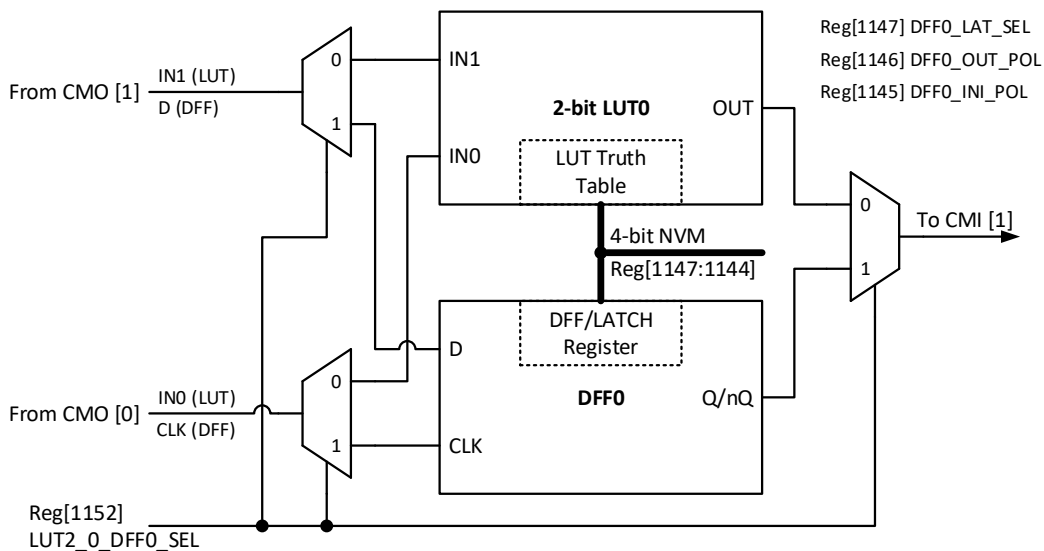 Reg[1147] DFF0_LAT_SEL
Reg[1146] DFF0_OUT_POL
Reg[1145] DFF0_INI_POL
From CMO [1]
IN1 (LUT)
D (DFF)
0
1
IN1
IN0
2-bit LUT0
OUT
LUT Truth
Table
4-bit NVM
Reg[1147:1144]
0
1
To CMI [1]
DFF/LATCH
Register
D
DFF0
Q/nQ
CLK
From CMO [0]
IN0 (LUT)
CLK (DFF)
0
1
Reg[1152]
LUT2_0_DFF0_SEL